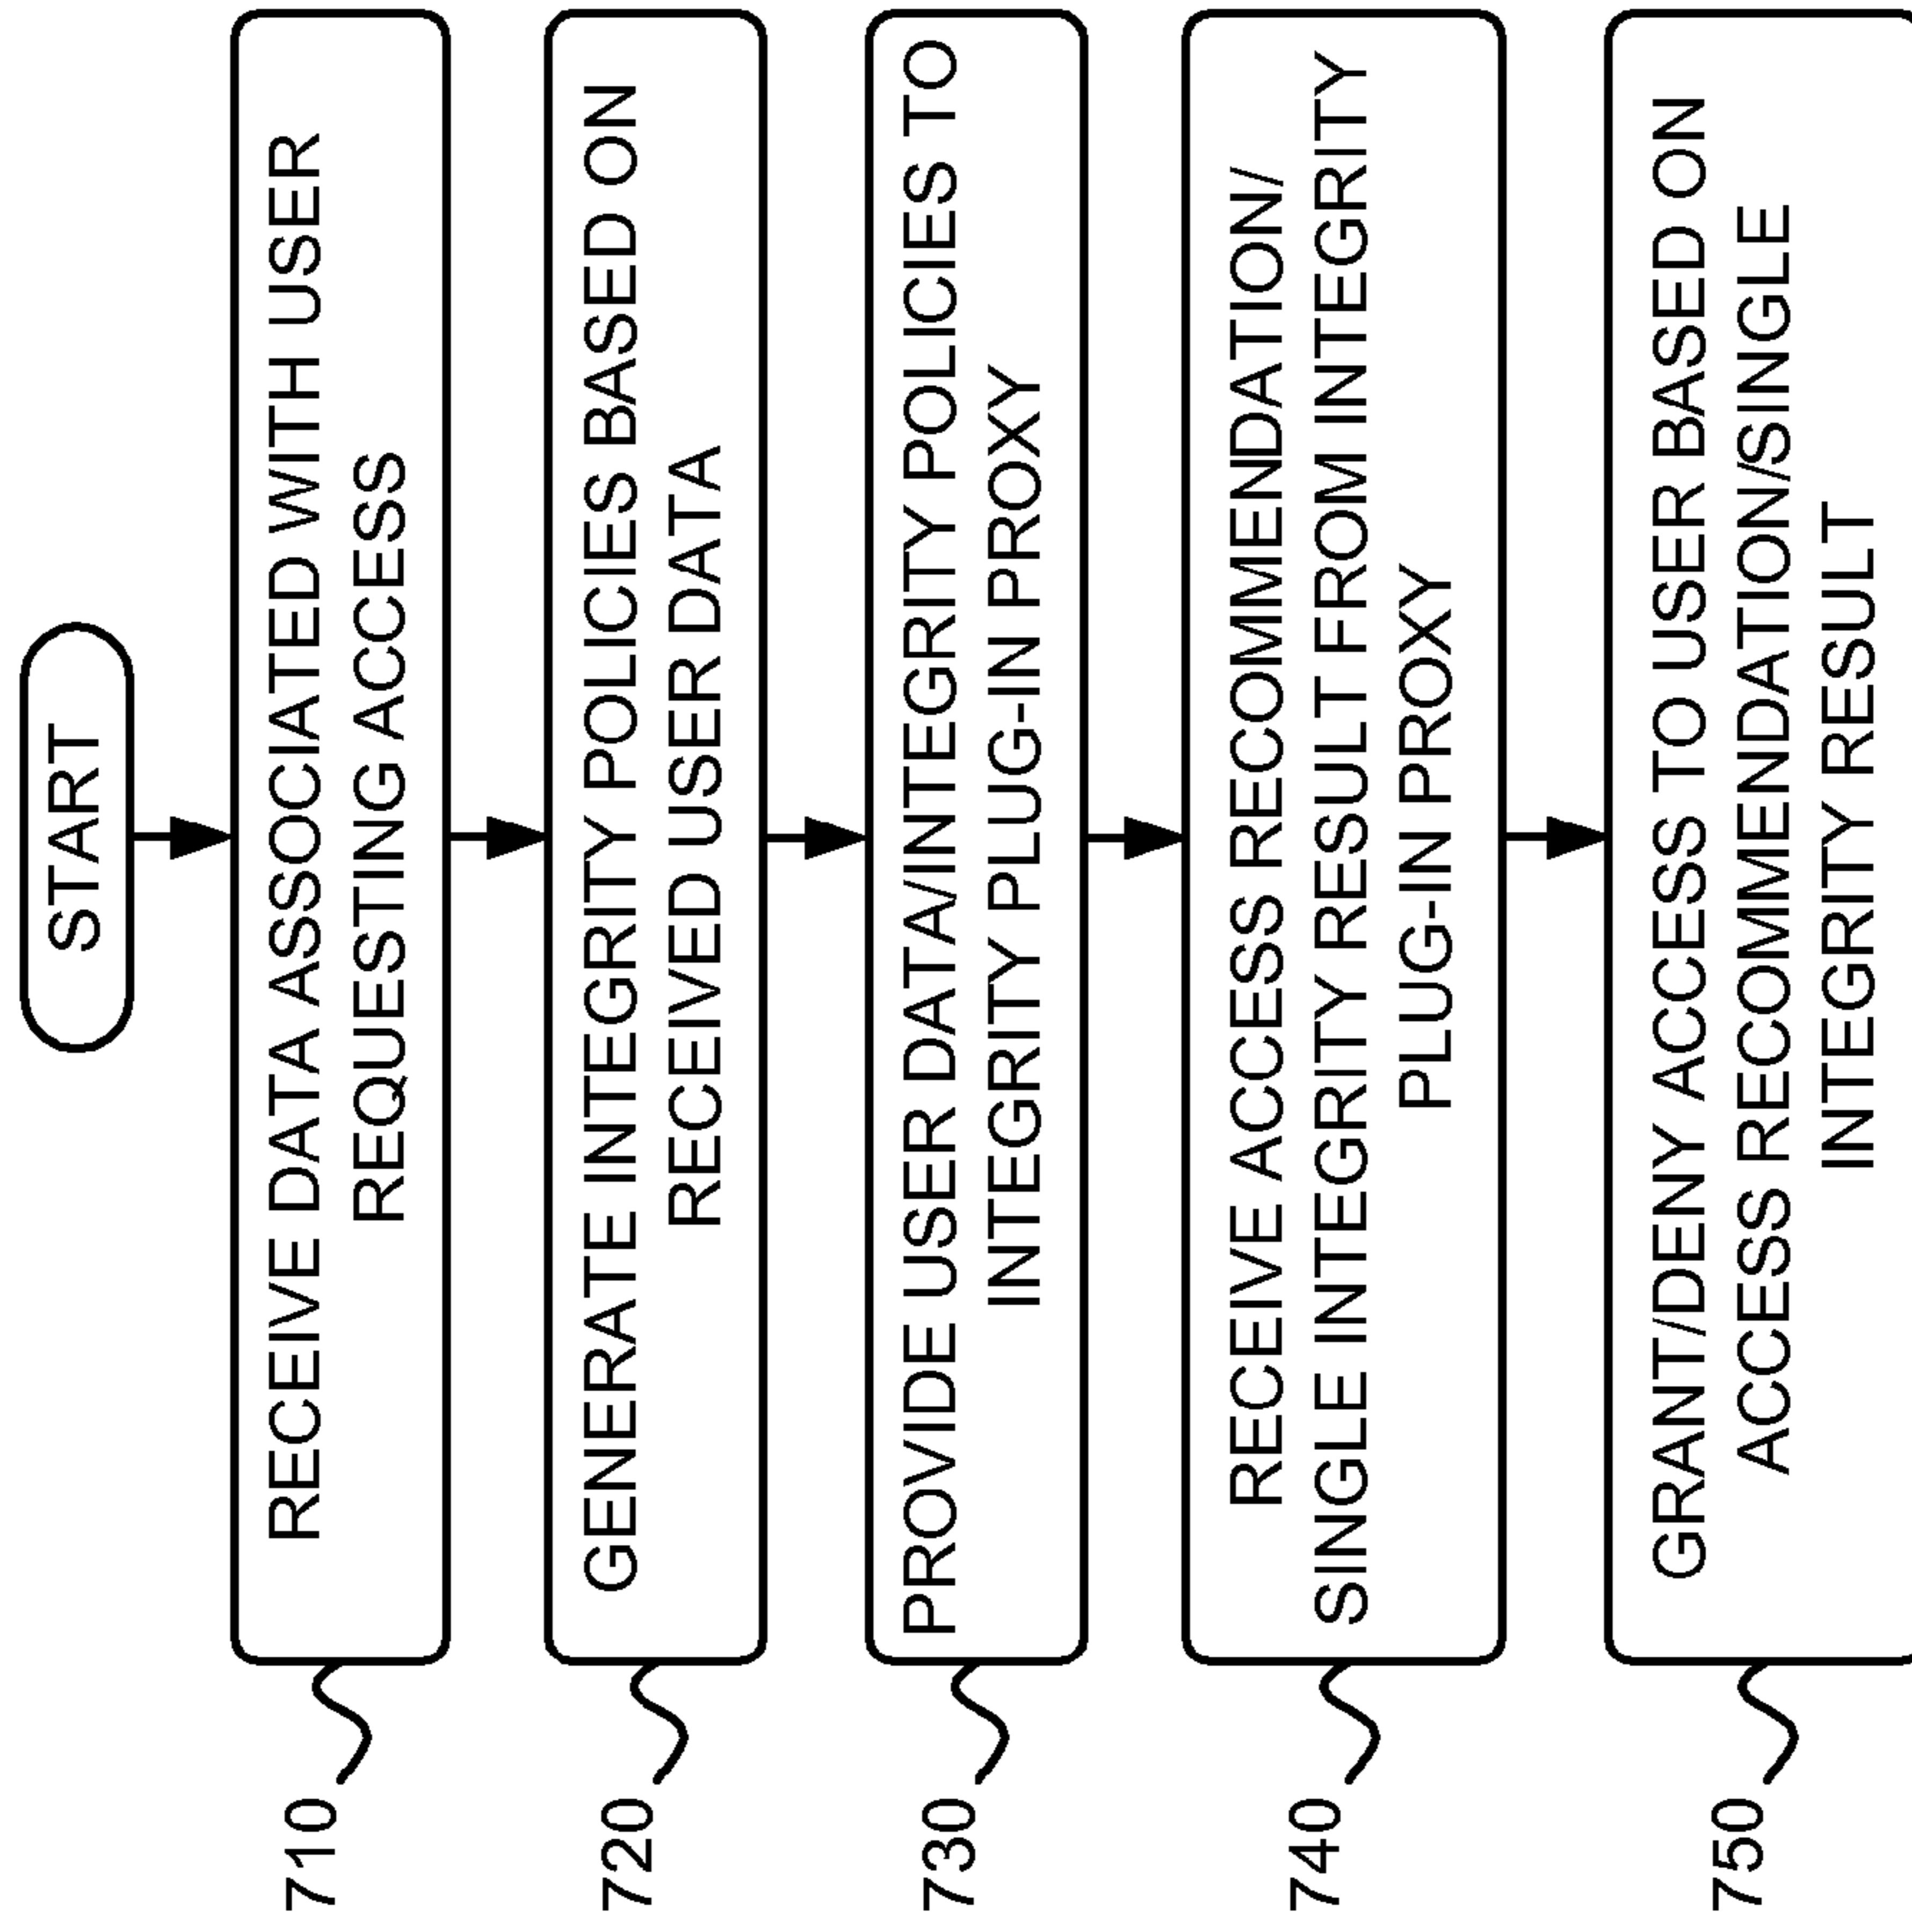 START
710
RECEIVE DATA ASSOCIATED WITH USER
REQUESTING ACCESS
720
GENERATE INTEGRITY POLICIES BASED ON
RECEIVED USER DATA
730
PROVIDE USER DATA/INTEGRITY POLICIES TO
INTEGRITY PLUG-IN PROXY
740
RECEIVE ACCESS RECOMMENDATION/
SINGLE INTEGRITY RESULT FROM INTEGRITY
PLUG-IN PROXY
750
GRANT/DENY ACCESS TO USER BASED ON
ACCESS RECOMMENDATION/SINGLE
INTEGRITY RESULT